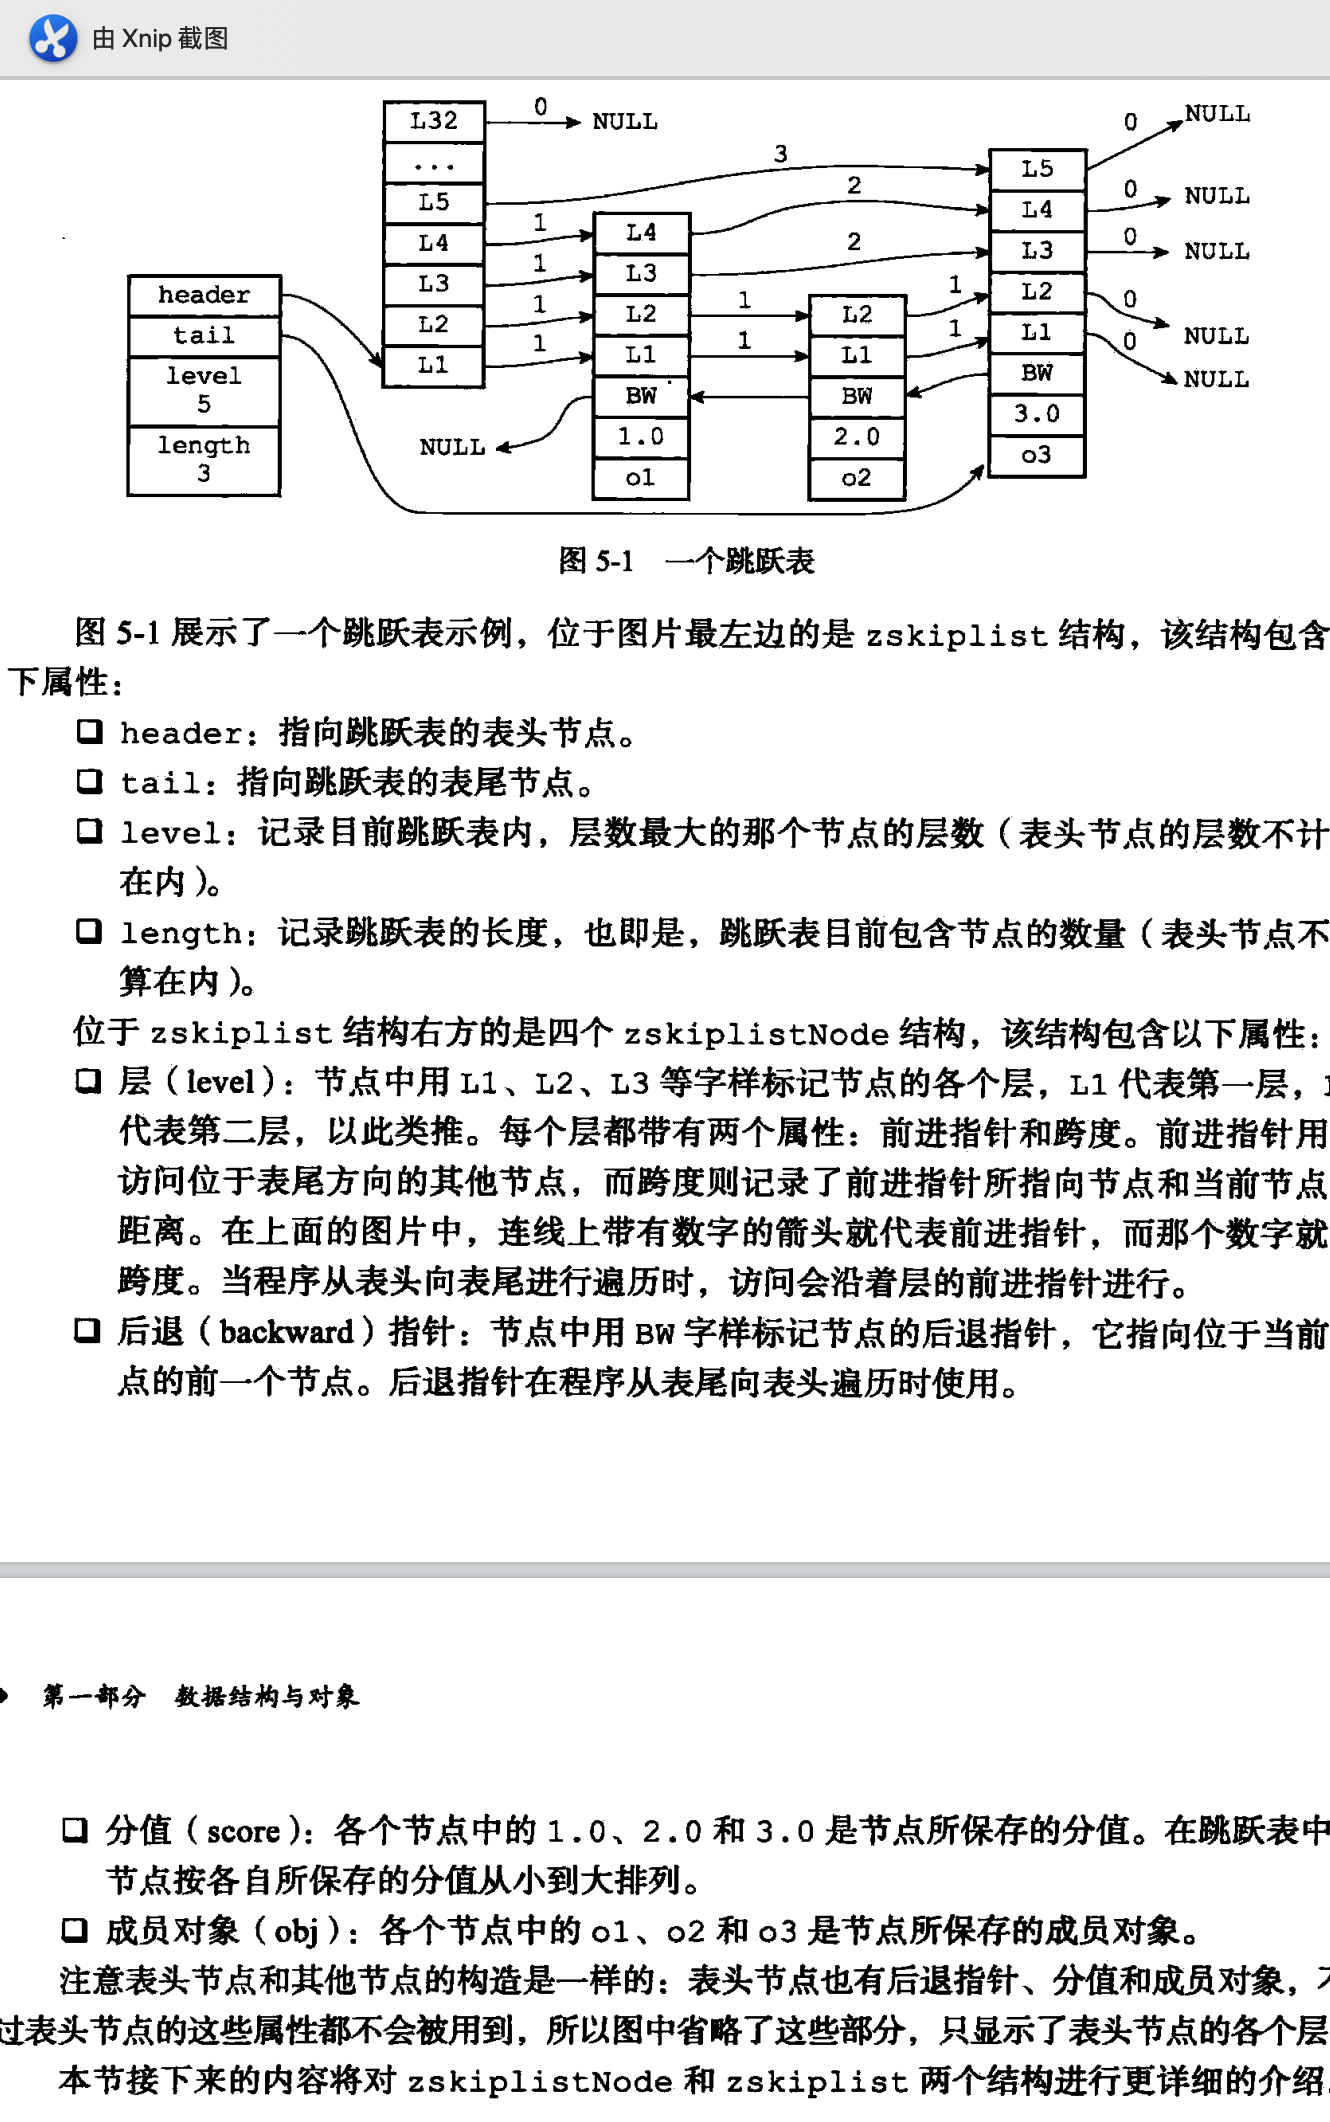 由 Xnip 截图
L32
0
NULL
...
L5
3
L4
1
L3
1
L2
1
L1
1
header
tail
level
5
length
3
L4
2
L3
2
L2
1
L1
1
BW
1.0
o1
NULL
L2
1
L1
1
BW
2.0
o2
L5
0
NULL
L4
0
NULL
L3
0
NULL
L2
0
NULL
L1
0
NULL
BW
3.0
o3
图 5-1 一个跳跃表
图 5-1 展示了一个跳跃表示例，位于图片最左边的是 zskiplist 结构，该结构包含
下属性：
❑ header：指向跳跃表的表头节点。
❑ tail：指向跳跃表的表尾节点。
❑ level：记录目前跳跃表内，层数最大的那个节点的层数（表头节点的层数不计
在内）。
❑ length：记录跳跃表的长度，也即是，跳跃表目前包含节点的数量（表头节点不
算在内）。
位于 zskiplist 结构右方的是四个 zskiplistNode 结构，该结构包含以下属性：
❑ 层（level）：节点中用 L1、L2、L3 等字样标记节点的各个层，L1 代表第一层，
代表第二层，以此类推。每个层都带有两个属性：前进指针和跨度。前进指针用
访问位于表尾方向的其他节点，而跨度则记录了前进指针所指向节点和当前节点
距离。在上面的图片中，连线上带有数字的箭头就代表前进指针，而那个数字就
跨度。当程序从表头向表尾进行遍历时，访问会沿着层的前进指针进行。
❑ 后退（backward）指针：节点中用 BW 字样标记节点的后退指针，它指向位于当前
点的前一个节点。后退指针在程序从表尾向表头遍历时使用。
第一部分 数据结构与对象
❑ 分值（score）：各个节点中的 1.0、2.0 和 3.0 是节点所保存的分值。在跳跃表中
节点按各自所保存的分值从小到大排列。
❑ 成员对象（obj）：各个节点中的 o1、o2 和 o3 是节点所保存的成员对象。
注意表头节点和其他节点的构造是一样的：表头节点也有后退指针、分值和成员对象，
过表头节点的这些属性都不会被用到，所以图中省略了这些部分，只显示了表头节点的各个层
本节接下来的内容将对 zskiplistNode 和 zskiplist 两个结构进行更详细的介绍